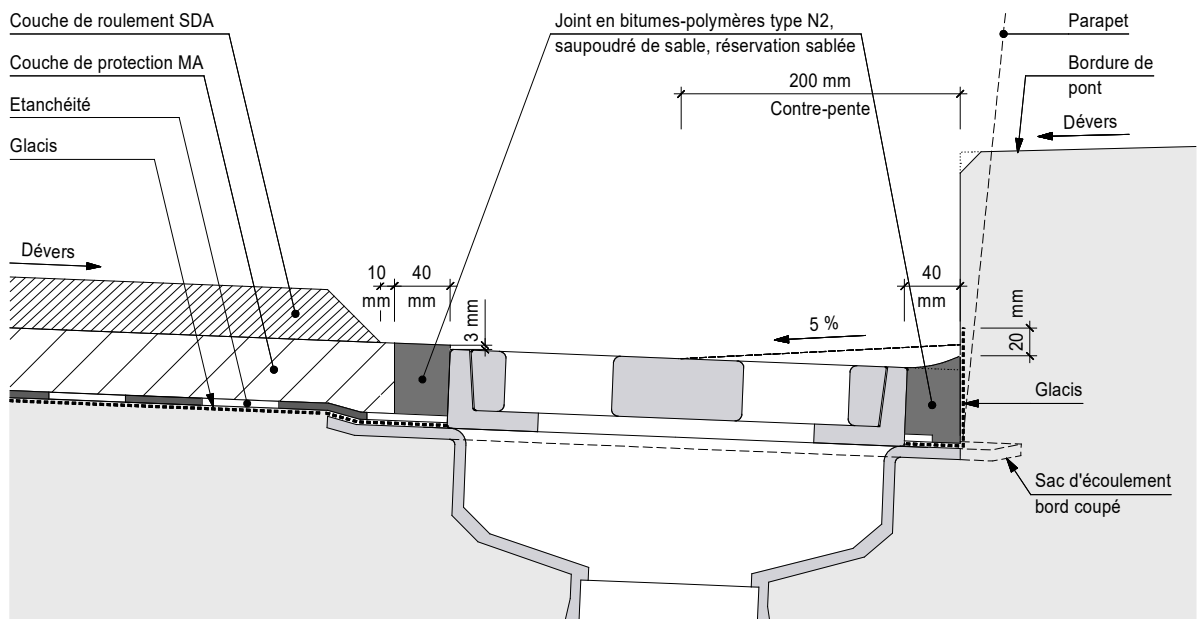 Couche de roulement SDA
Couche de protection MA
Etanchéité
Glacis
Joint en bitumes-polymères type N2,
saupoudré de sable, réservation sablée
200 mm
Contre-pente
Parapet
Bordure de
pont
Dévers
Dévers
10
mm
40
mm
3 mm
5 %
40
mm
20 mm
Glacis
Sac d'écoulement
bord coupé